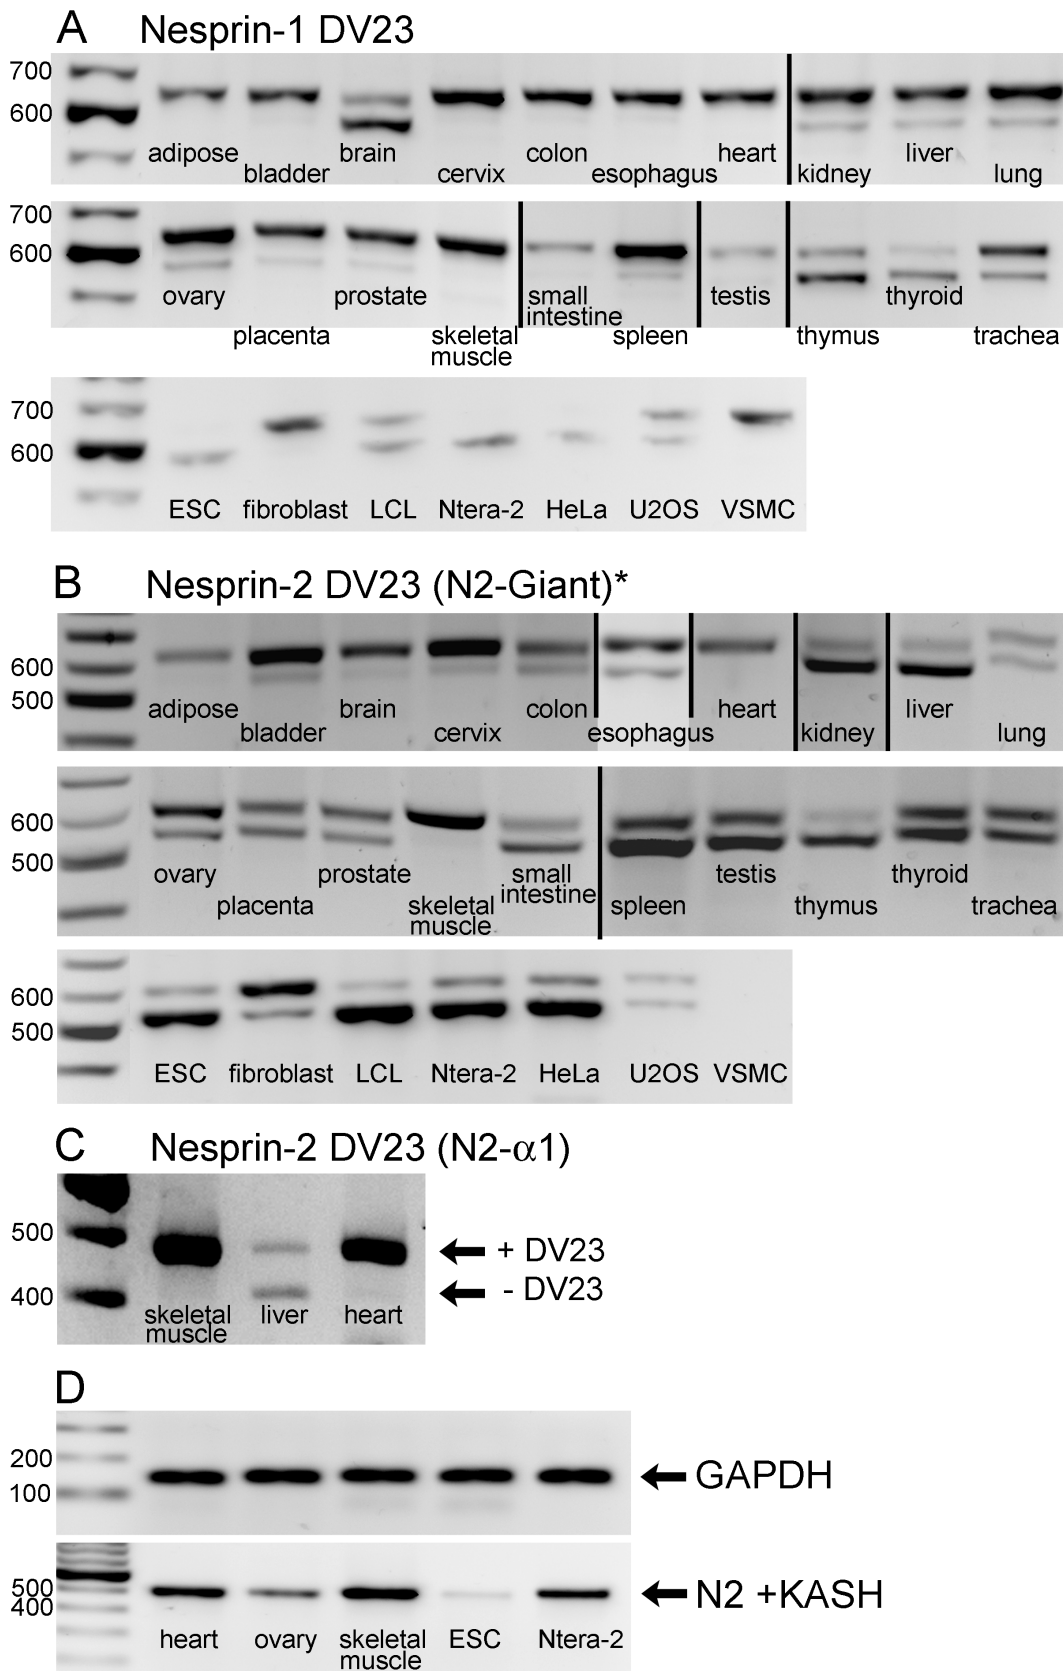 A Nesprin-1 DV23
700
600
adipose bladder brain cervix colon esophagus heart kidney liver lung
700
600
ovary placenta prostate skeletal muscle small intestine spleen testis thymus thyroid trachea
700
600
ESC fibroblast LCL Ntera-2 HeLa U2OS VSMC
B Nesprin-2 DV23 (N2-Giant)*
600
500
adipose bladder brain cervix colon esophagus heart kidney liver lung
600
500
ovary placenta prostate skeletal muscle small intestine spleen testis thymus thyroid trachea
600
500
ESC fibroblast LCL Ntera-2 HeLa U2OS VSMC
C Nesprin-2 DV23 (N2-α1)
500
+ DV23
400
- DV23
skeletal muscle liver heart
D
200
100
GAPDH
500
400
N2 +KASH
heart ovary skeletal muscle ESC Ntera-2